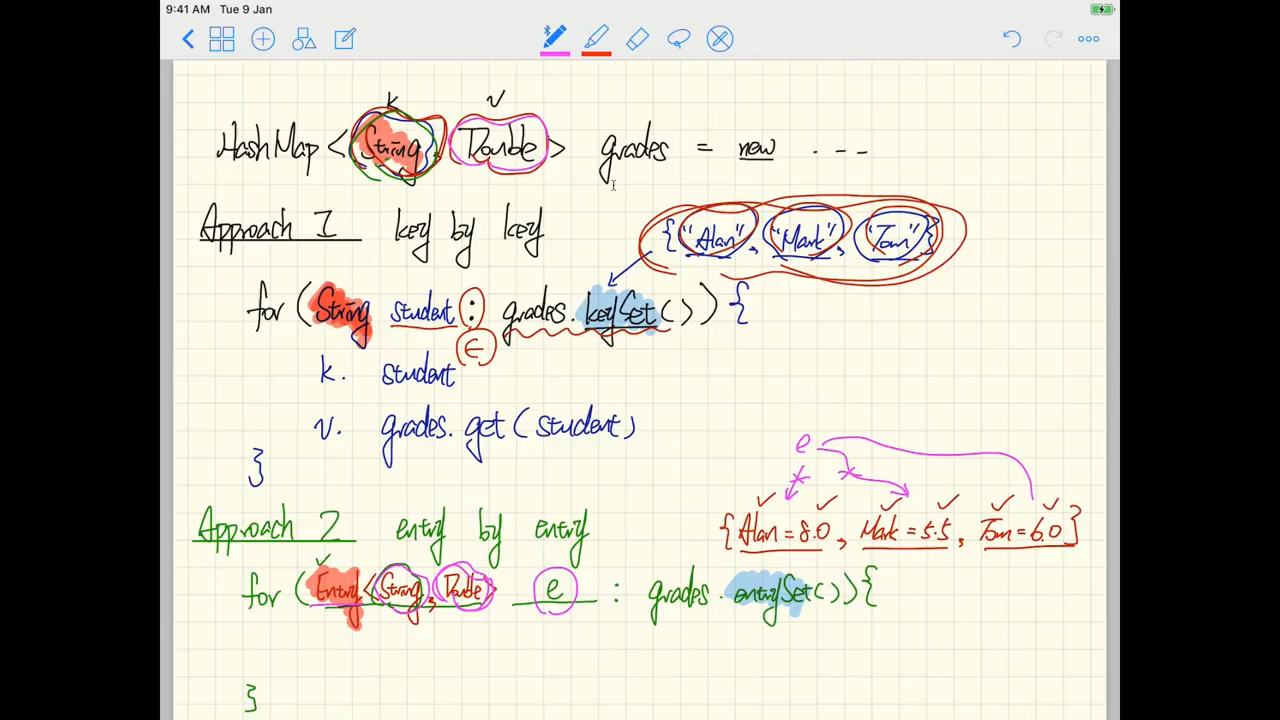 9:41 AM Tue 9 Jan
k v
HashMap<String, Double> grades = new ---
Approach 1 key by key {"Alan", "Mark", "Tom"}
for (String student : grades.keySet()) {
∈
k. student
v. grades.get(student)
}
e
Approach 2 entry by entry {Alan = 8.0, Mark = 5.5, Tom = 6.0}
for (Entry<String, Double> e : grades.entrySet()) {
}